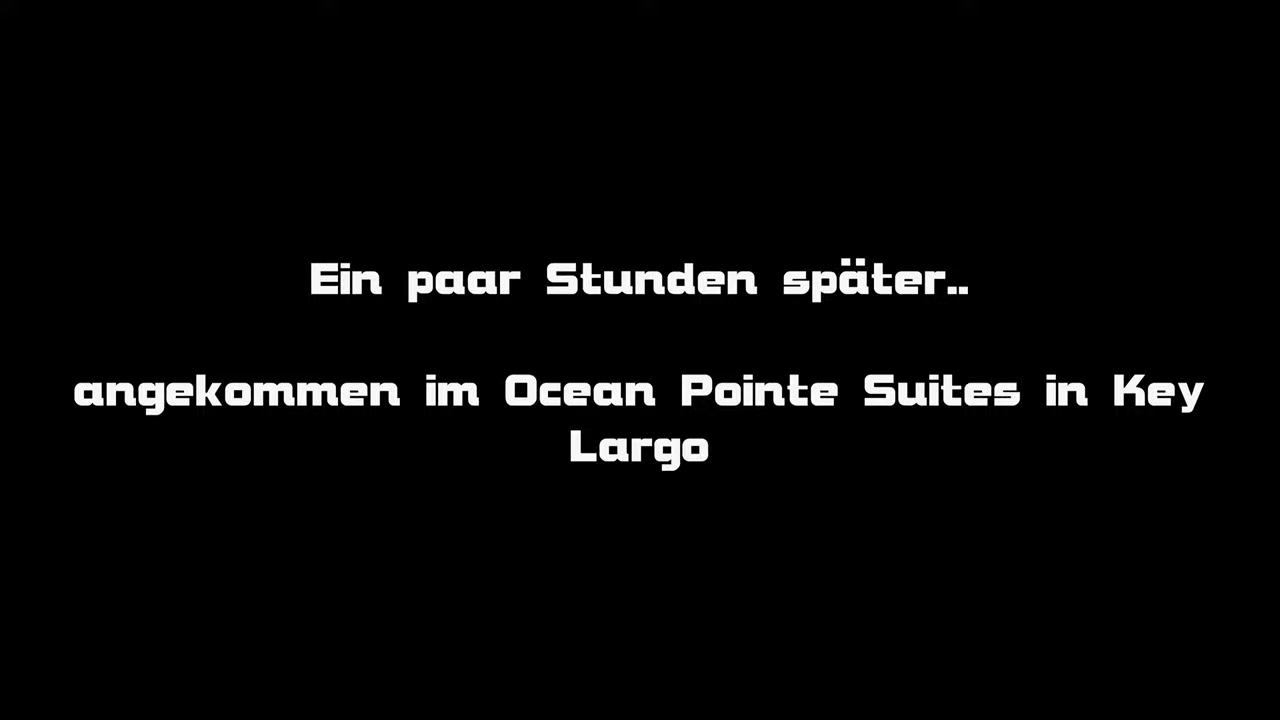 Ein paar Stunden später..
angekommen im Ocean Pointe Suites in Key
Largo